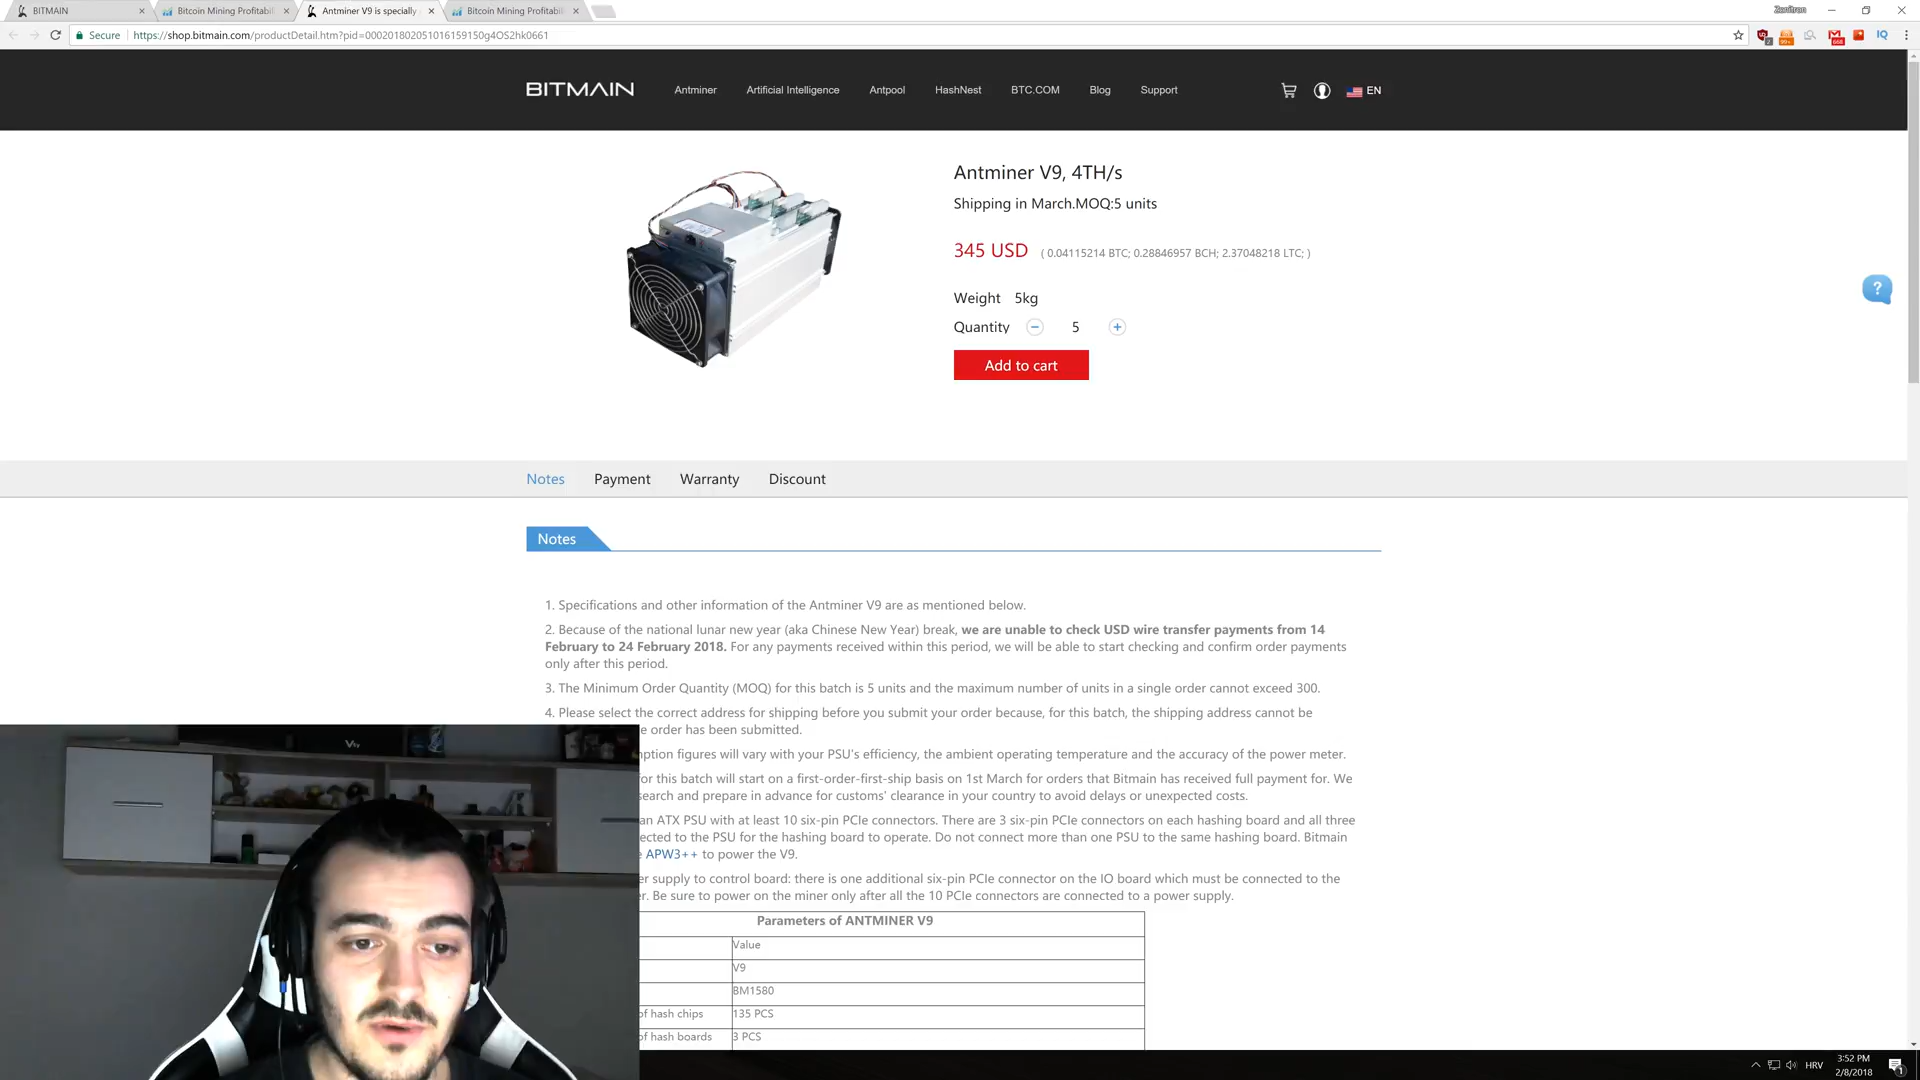 BITMAIN
Bitcoin Mining Profitabil
Antminer V9 is specially
Bitcoin Mining Profitabil
Zonitron
Secure
https://shop.bitmain.com/productDetail.htm?pid=00020180205101615915​0g4OS2hk0661
BITMAIN
Antminer
Artificial Intelligence
Antpool
HashNest
BTC.COM
Blog
Support
EN
Antminer V9, 4TH/s
Shipping in March.MOQ:5 units
345 USD ( 0.04115214 BTC; 0.28846957 BCH; 2.37048218 LTC; )
Weight 5kg
Quantity 5
Add to cart
?
Notes Payment Warranty Discount
Notes
1. Specifications and other information of the Antminer V9 are as mentioned below.
2. Because of the national lunar new year (aka Chinese New Year) break, we are unable to check USD wire transfer payments from 14
February to 24 February 2018. For any payments received within this period, we will be able to start checking and confirm order payments
only after this period.
3. The Minimum Order Quantity (MOQ) for this batch is 5 units and the maximum number of units in a single order cannot exceed 300.
4. Please select the correct address for shipping before you submit your order because, for this batch, the shipping address cannot be
e order has been submitted.
ption figures will vary with your PSU's efficiency, the ambient operating temperature and the accuracy of the power meter.
for this batch will start on a first-order-first-ship basis on 1st March for orders that Bitmain has received full payment for. We
search and prepare in advance for customs' clearance in your country to avoid delays or unexpected costs.
an ATX PSU with at least 10 six-pin PCIe connectors. There are 3 six-pin PCIe connectors on each hashing board and all three
ected to the PSU for the hashing board to operate. Do not connect more than one PSU to the same hashing board. Bitmain
e APW3++ to power the V9.
er supply to control board: there is one additional six-pin PCIe connector on the IO board which must be connected to the
r. Be sure to power on the miner only after all the 10 PCIe connectors are connected to a power supply.
Parameters of ANTMINER V9
Value
V9
BM1580
of hash chips 135 PCS
of hash boards 3 PCS
HRV
3:52 PM
2/8/2018